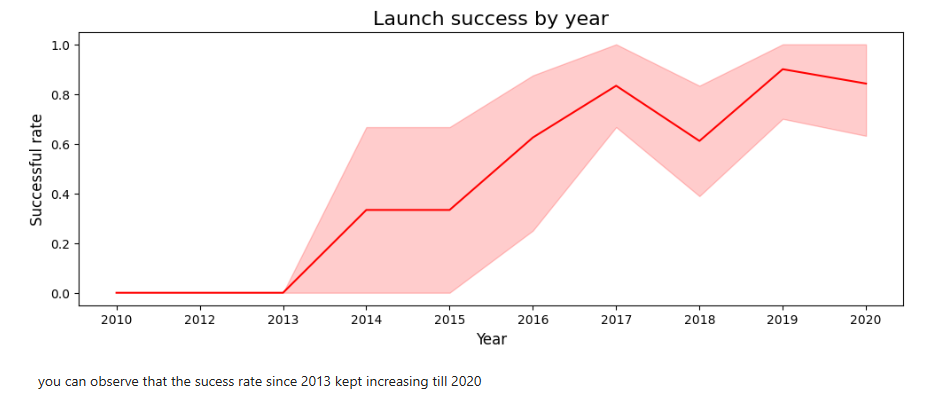 Launch success by year
1.0
0.8
0.6
0.4
0.2
0.0
Successful rate
2010 2012 2013 2014 2015 2016 2017 2018 2019 2020
Year
you can observe that the sucess rate since 2013 kept increasing till 2020